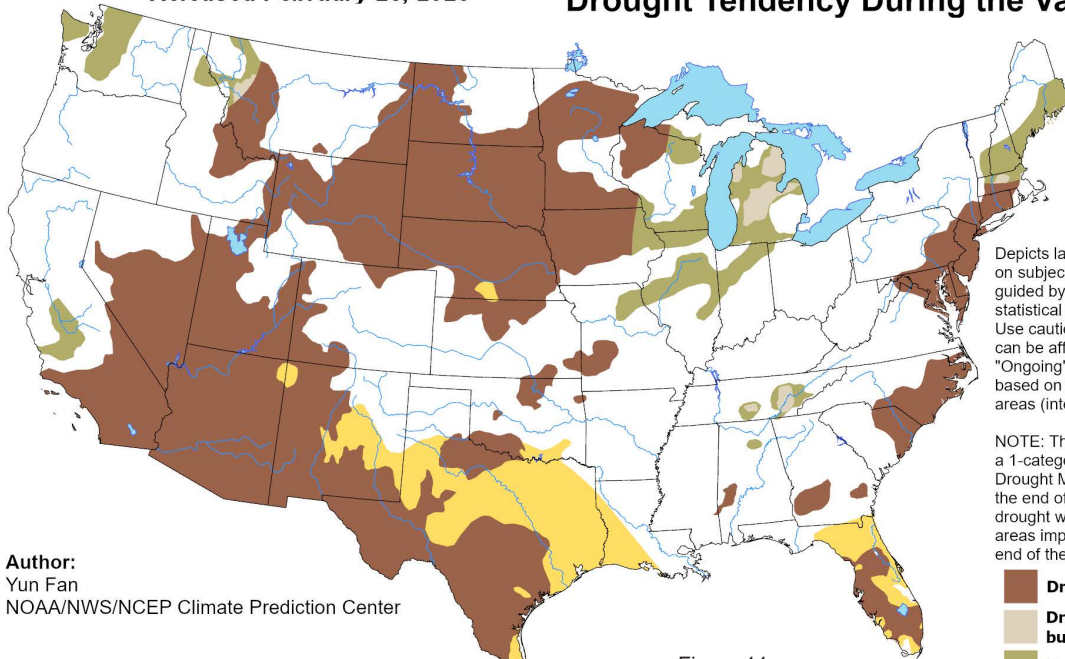 Drought Tendency During the Va
Depicts la
on subjec
guided by
statistical
Use cautio
can be aff
"Ongoing"
based on
areas (inte
NOTE: Th
a 1-catego
Drought M
the end of
drought w
areas imp
end of the
Author:
Yun Fan
NOAA/NWS/NCEP Climate Prediction Center
Dr
Dr
bu